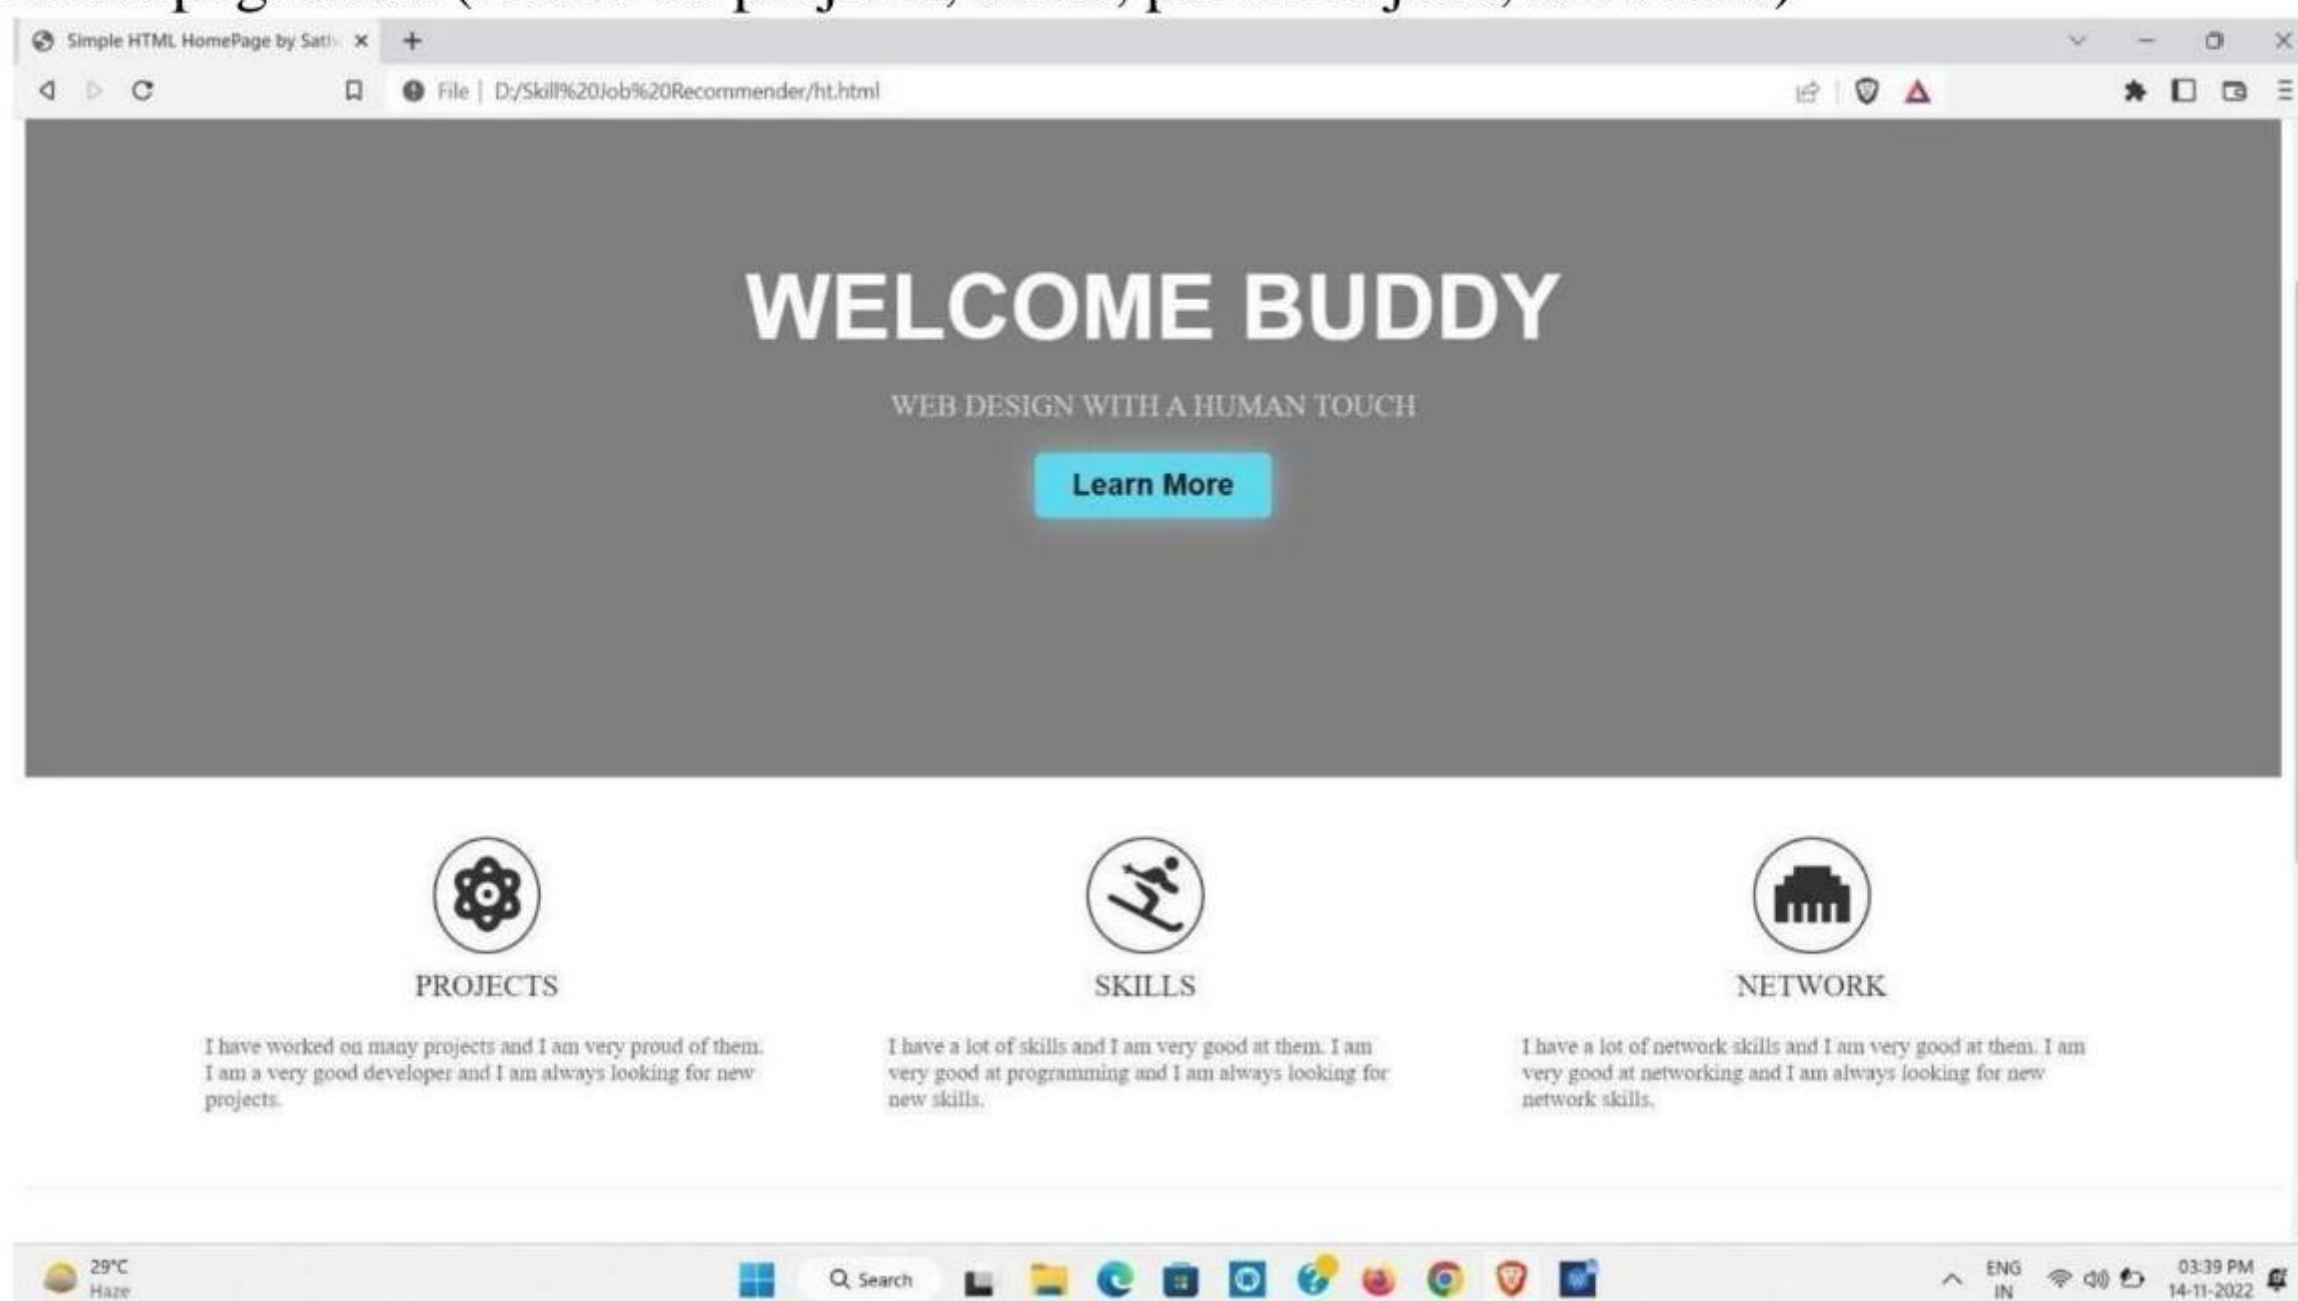 Simple HTML HomePage by
File | D:/Skill%20Job%20Recommender/ht.html
WELCOME BUDDY
WEB DESIGN WITH A HUMAN TOUCH
Learn More
PROJECTS
I have worked on many projects and I am very proud of them.
I am a very good developer and I am always looking for new
projects.
SKILLS
I have a lot of skills and I am very good at them. I am
very good at programming and I am always looking for
new skills.
NETWORK
I have a lot of network skills and I am very good at them. I am
very good at networking and I am always looking for new
network skills.
29°C
Haze
Search
ENG
IN
03:39 PM
14-11-2022